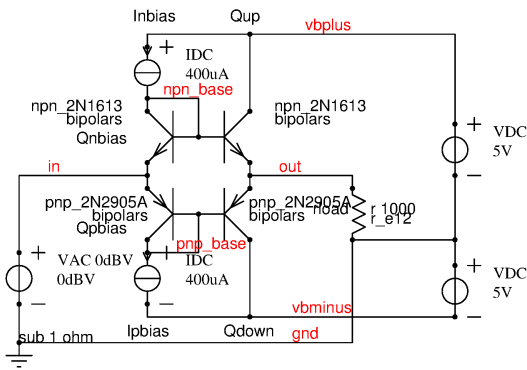 Inbias
Qup
vbplus
IDC
400uA
npn_base
npn_2N1613
bipolars
Qnbias
npn_2N1613
bipolars
VDC
5V
in
out
pnp_2N2905A
bipolars
Qpbias
pnp_2N2905A
bipolars
rload
r 1000
r_e12
pnp_base
VAC 0dBV
0dBV
IDC
400uA
VDC
5V
vbminus
sub 1 ohm
Ipbias
Qdown
gnd